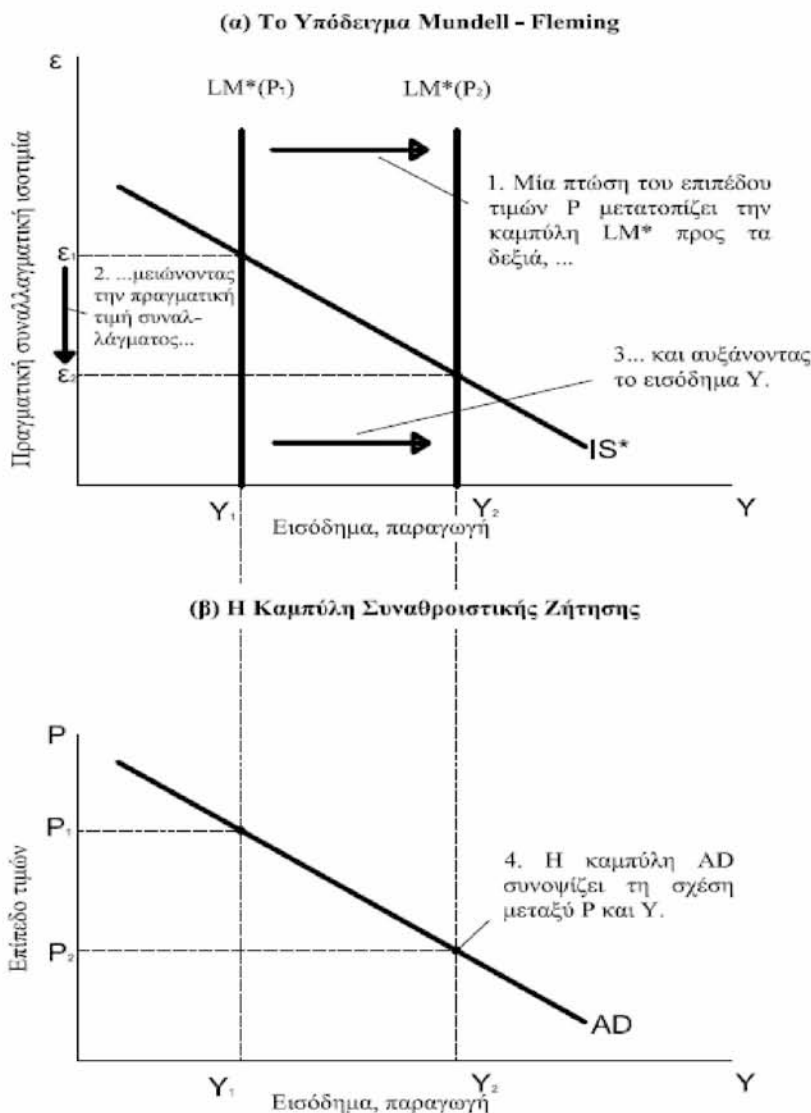 (α) Το Υπόδειγμα Mundell - Fleming
ε
LM*(P₁)
LM*(P₂)
Πραγματική συναλλαγματική ισοτιμία
1. Μία πτώση του επιπέδου
τιμών P μετατοπίζει την
καμπύλη LM* προς τα
δεξιά, ...
ε₁
2. ...μειώνοντας
την πραγματική
τιμή συναλ-
λάγματος...
ε₂
3... και αυξάνοντας
το εισόδημα Y.
IS*
Y₁
Y₂
Y
Εισόδημα, παραγωγή
(β) Η Καμπύλη Συναθροιστικής Ζήτησης
P
P₁
Επίπεδο τιμών
4. Η καμπύλη AD
συνοψίζει τη σχέση
μεταξύ P και Y.
P₂
AD
Y₁
Y₂
Y
Εισόδημα, παραγωγή